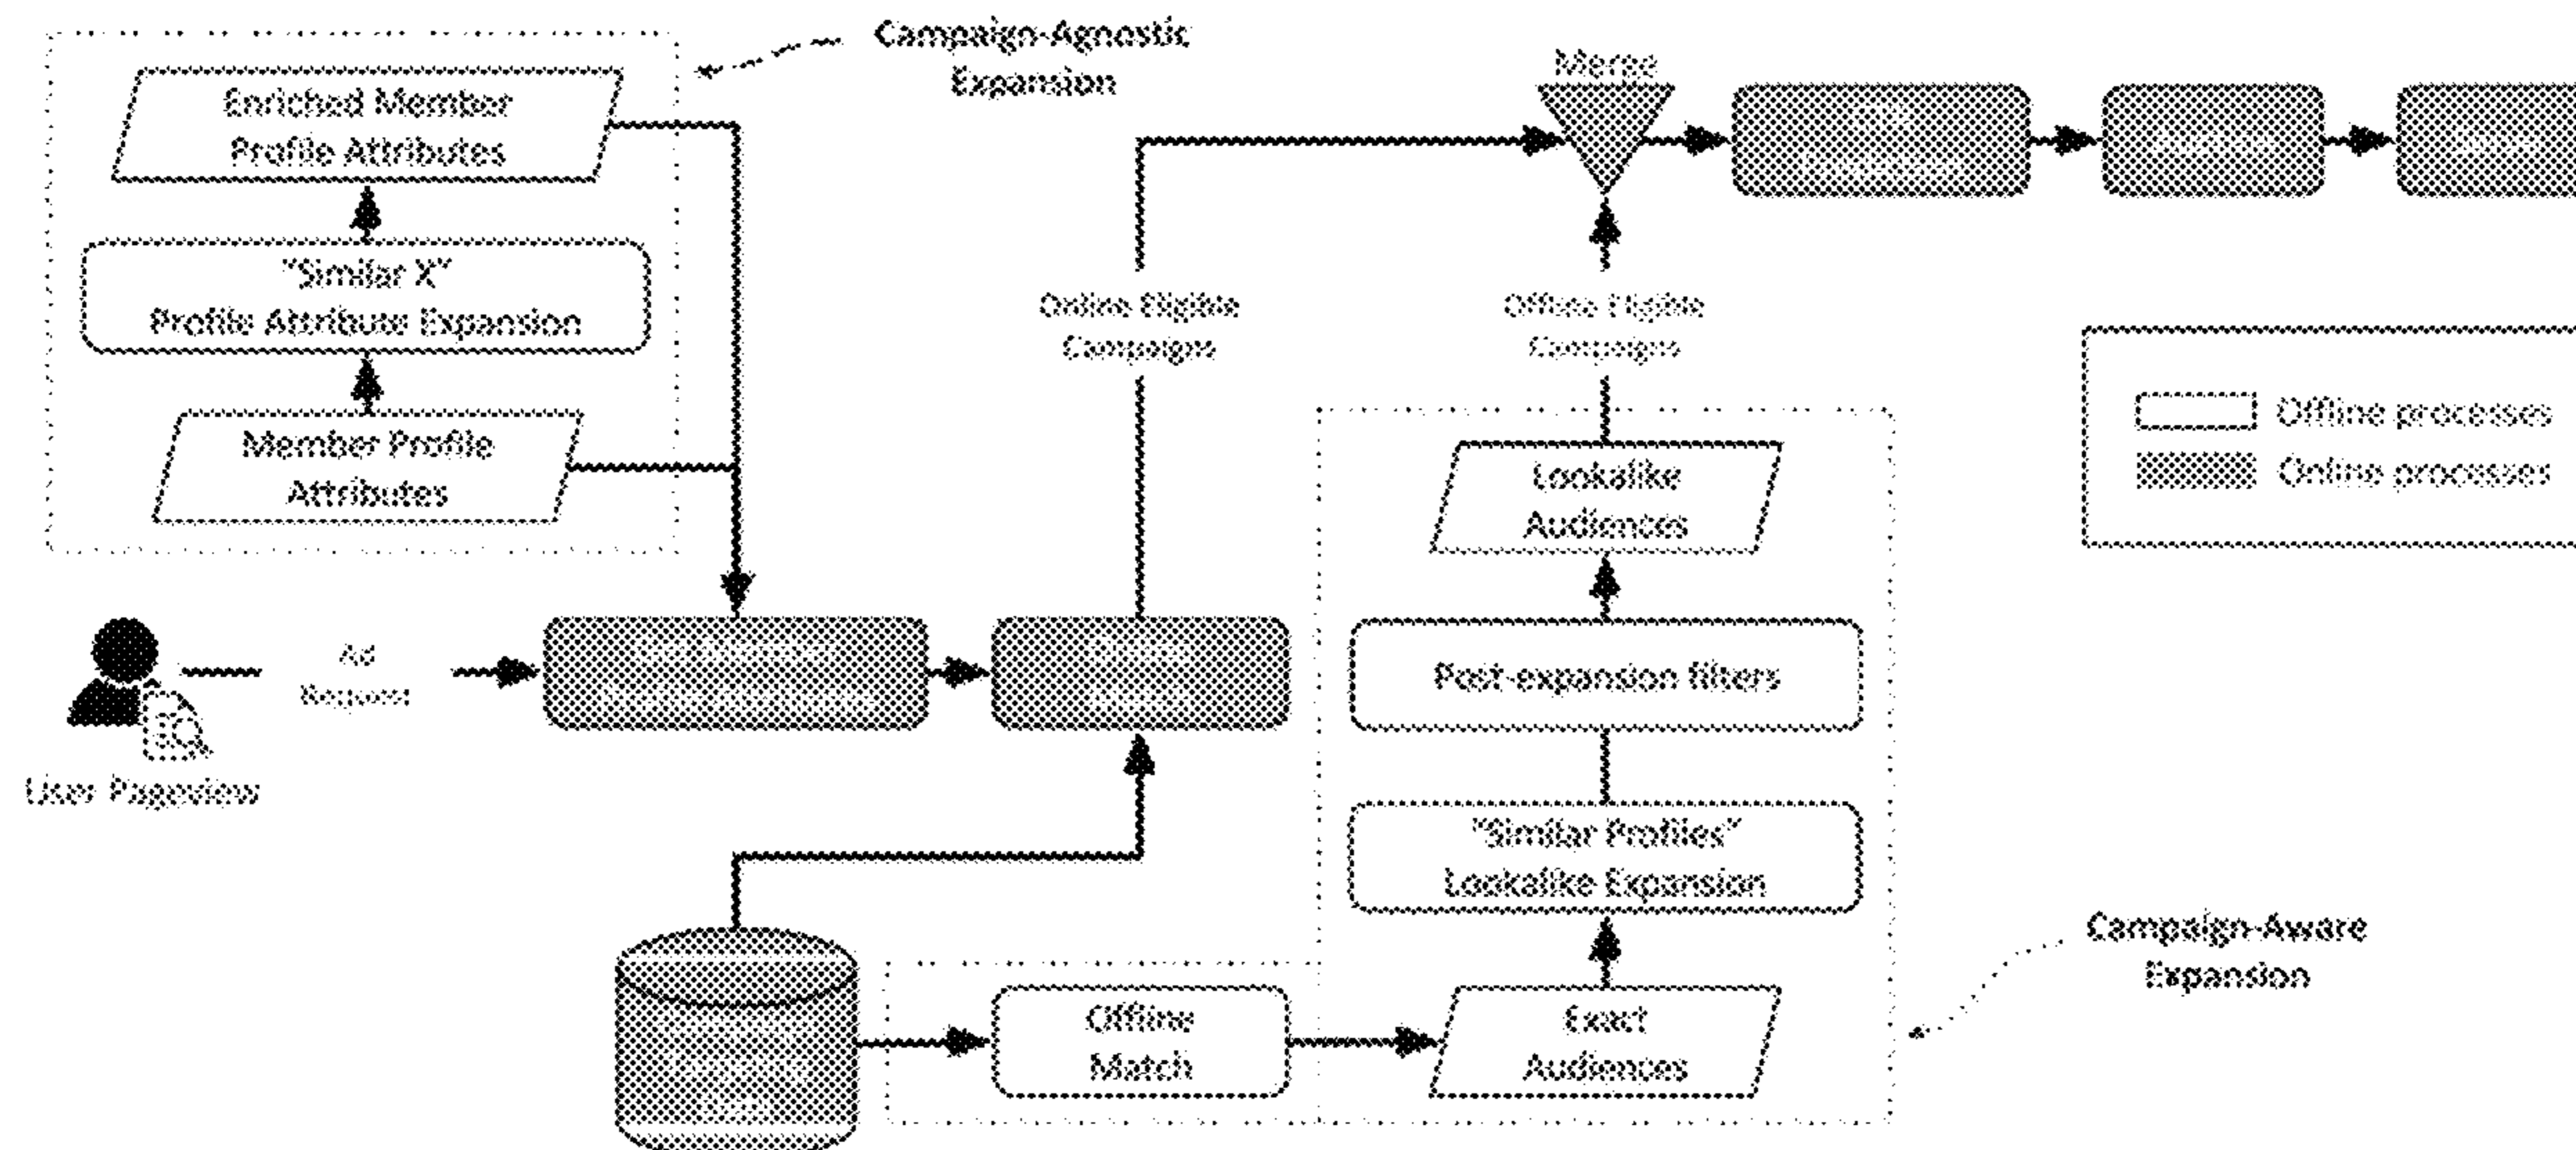 Campaign-Agnostic
Expansion
Enriched Member
Profile Attributes
"Similar X"
Profile Attribute Expansion
Member Profile
Attributes
Merge
Online Eligible
Campaigns
Offline Eligible
Campaigns
Offline processes
Online processes
Lookalike
Audiences
Post-expansion filters
"Similar Profiles"
Lookalike Expansion
Exact
Audiences
Ad
Request
User Pageview
Offline
Match
Campaign-Aware
Expansion